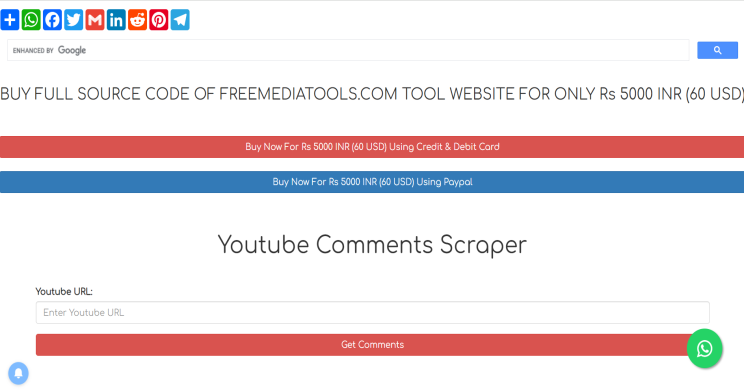 ENHANCED BY Google
BUY FULL SOURCE CODE OF FREEMEDIATOOLS.COM TOOL WEBSITE FOR ONLY Rs 5000 INR (60 USD)
Buy Now For Rs 5000 INR (60 USD) Using Credit & Debit Card
Buy Now For Rs 5000 INR (60 USD) Using Paypal
Youtube Comments Scraper
Youtube URL:
Enter Youtube URL
Get Comments